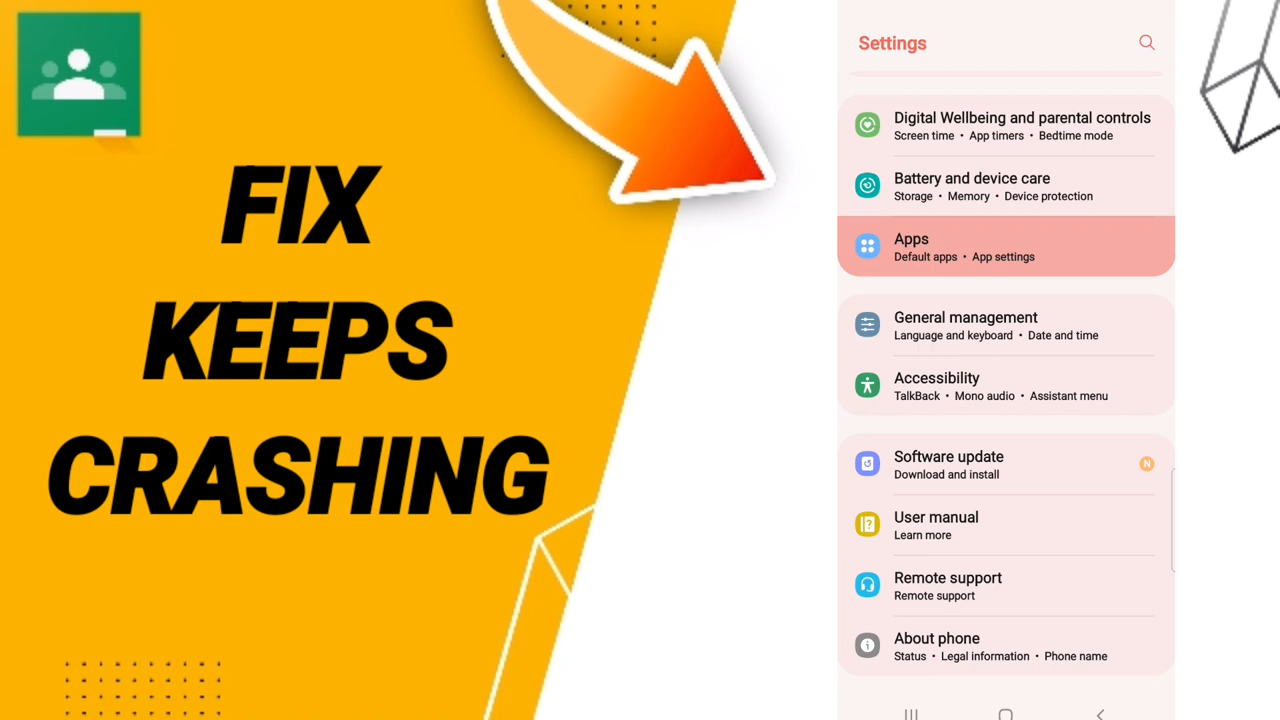 FIX
KEEPS
CRASHING
Settings
Digital Wellbeing and parental controls
Screen time • App timers • Bedtime mode
Battery and device care
Storage • Memory • Device protection
Apps
Default apps • App settings
General management
Language and keyboard • Date and time
Accessibility
TalkBack • Mono audio • Assistant menu
Software update
N
Download and install
User manual
Learn more
Remote support
Remote support
About phone
Status • Legal information • Phone name